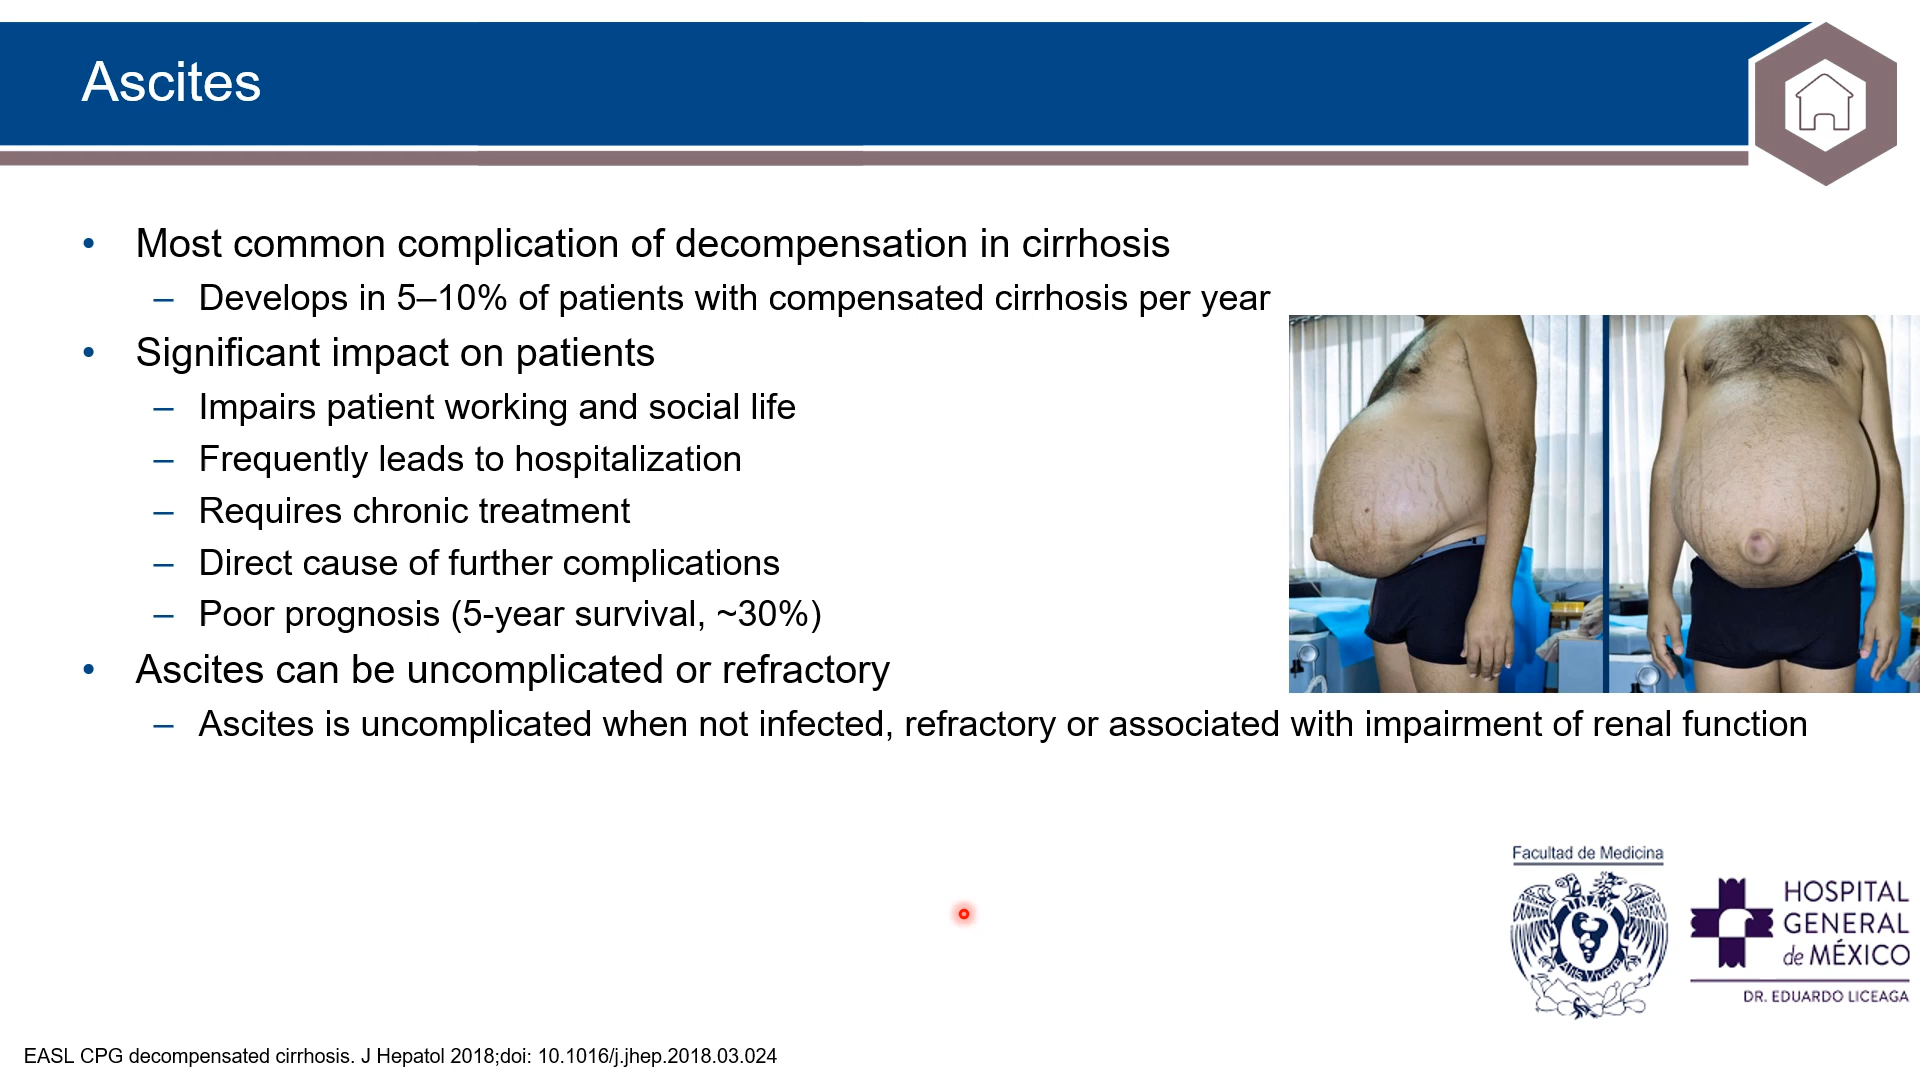 Ascites
• Most common complication of decompensation in cirrhosis
– Develops in 5–10% of patients with compensated cirrhosis per year
• Significant impact on patients
– Impairs patient working and social life
– Frequently leads to hospitalization
– Requires chronic treatment
– Direct cause of further complications
– Poor prognosis (5-year survival, ~30%)
• Ascites can be uncomplicated or refractory
– Ascites is uncomplicated when not infected, refractory or associated with impairment of renal function
Facultad de Medicina
UNAM
Aliis Vivere
HOSPITAL
GENERAL
de MÉXICO
DR. EDUARDO LICEAGA
EASL CPG decompensated cirrhosis. J Hepatol 2018;doi: 10.1016/j.jhep.2018.03.024